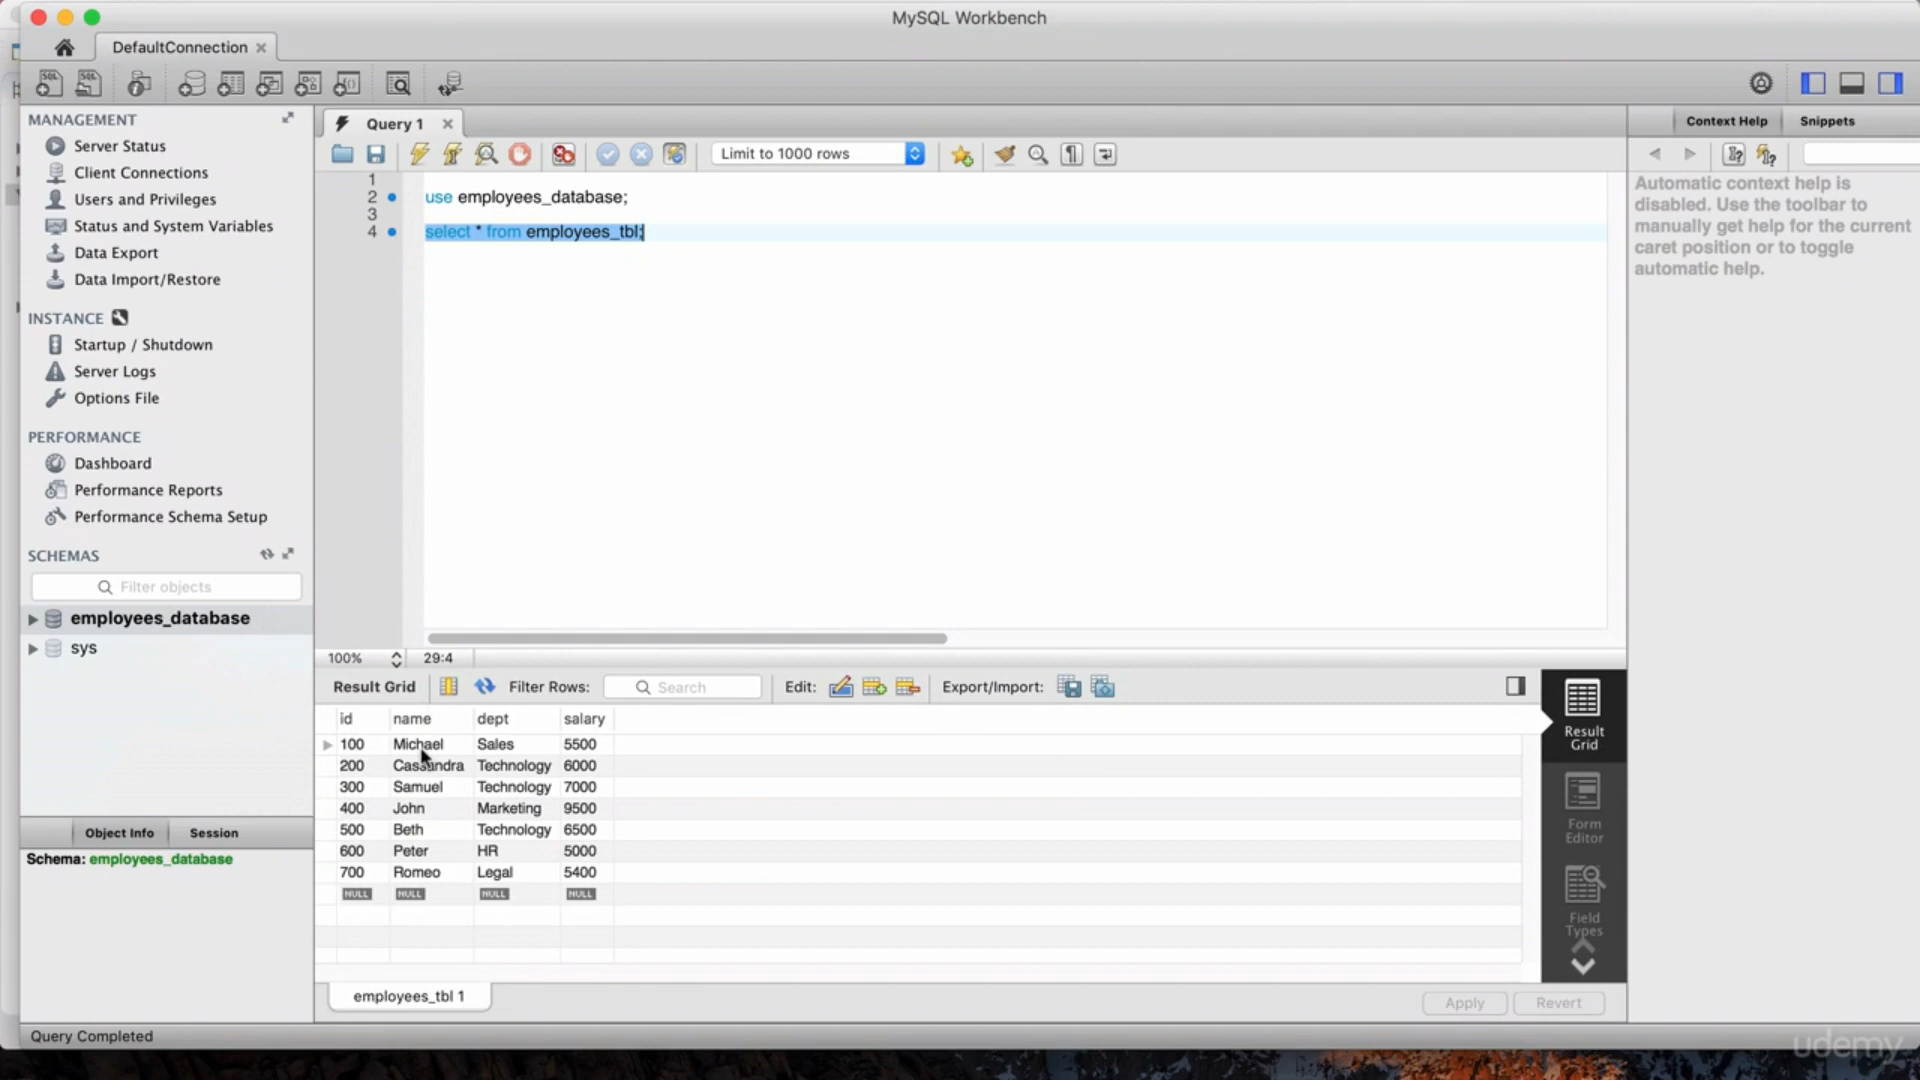 MySQL Workbench
DefaultConnection
MANAGEMENT
Server Status
Client Connections
Users and Privileges
Status and System Variables
Data Export
Data Import/Restore
INSTANCE
Startup / Shutdown
Server Logs
Options File
PERFORMANCE
Dashboard
Performance Reports
Performance Schema Setup
SCHEMAS
Filter objects
employees_database
sys
Object Info Session
Schema: employees_database
Query 1
Limit to 1000 rows
1
2 use employees_database;
3
4 select * from employees_tbl;
100% 29:4
Result Grid Filter Rows: Search Edit: Export/Import:
id name dept salary
100 Michael Sales 5500
200 Cassandra Technology 6000
300 Samuel Technology 7000
400 John Marketing 9500
500 Beth Technology 6500
600 Peter HR 5000
700 Romeo Legal 5400
NULL NULL NULL NULL
employees_tbl 1
Apply Revert
Result
Grid
Form
Editor
Field
Types
Context Help Snippets
Automatic context help is
disabled. Use the toolbar to
manually get help for the current
caret position or to toggle
automatic help.
Query Completed
udemy